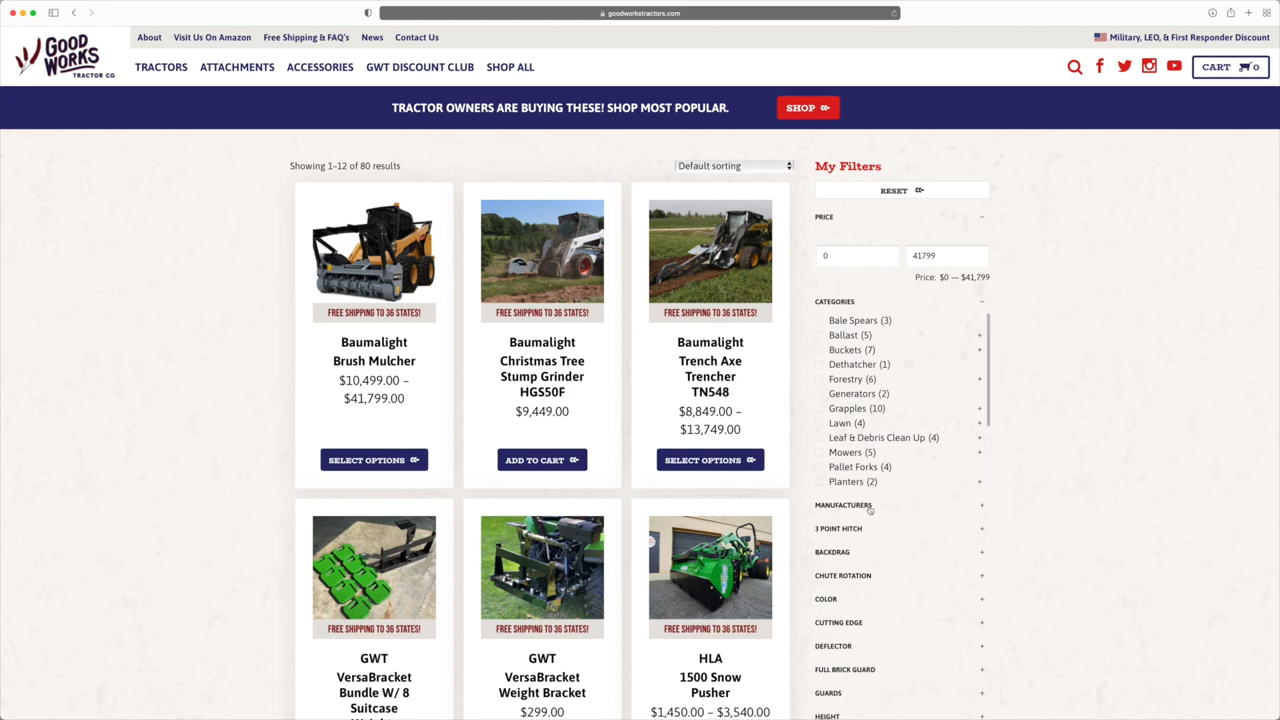 goodworkstractors.com
About
Visit Us On Amazon
Free Shipping & FAQ's
News
Contact Us
Military, LEO, & First Responder Discount
GOOD
WORKS
TRACTOR CO.
TRACTORS
ATTACHMENTS
ACCESSORIES
GWT DISCOUNT CLUB
SHOP ALL
CART 0
TRACTOR OWNERS ARE BUYING THESE! SHOP MOST POPULAR.
SHOP
Showing 1–12 of 80 results
Default sorting
FREE SHIPPING TO 36 STATES!
Baumalight
Brush Mulcher
$10,499.00 –
$41,799.00
SELECT OPTIONS
FREE SHIPPING TO 36 STATES!
Baumalight
Christmas Tree
Stump Grinder
HGS50F
$9,449.00
ADD TO CART
FREE SHIPPING TO 36 STATES!
Baumalight
Trench Axe
Trencher
TN548
$8,849.00 –
$13,749.00
SELECT OPTIONS
FREE SHIPPING TO 36 STATES!
GWT
VersaBracket
Bundle W/ 8
Suitcase
FREE SHIPPING TO 36 STATES!
GWT
VersaBracket
Weight Bracket
$299.00
FREE SHIPPING TO 36 STATES!
HLA
1500 Snow
Pusher
$1,450.00 – $3,540.00
My Filters
RESET
PRICE −
0
41799
Price: $0 — $41,799
CATEGORIES −
Bale Spears (3)
Ballast (5) +
Buckets (7) +
Dethatcher (1)
Forestry (6) +
Generators (2)
Grapples (10) +
Lawn (4) +
Leaf & Debris Clean Up (4) +
Mowers (5) +
Pallet Forks (4)
Planters (2) +
MANUFACTURERS +
3 POINT HITCH +
BACKDRAG +
CHUTE ROTATION +
COLOR +
CUTTING EDGE +
DEFLECTOR +
FULL BRICK GUARD +
GUARDS +
HEIGHT +